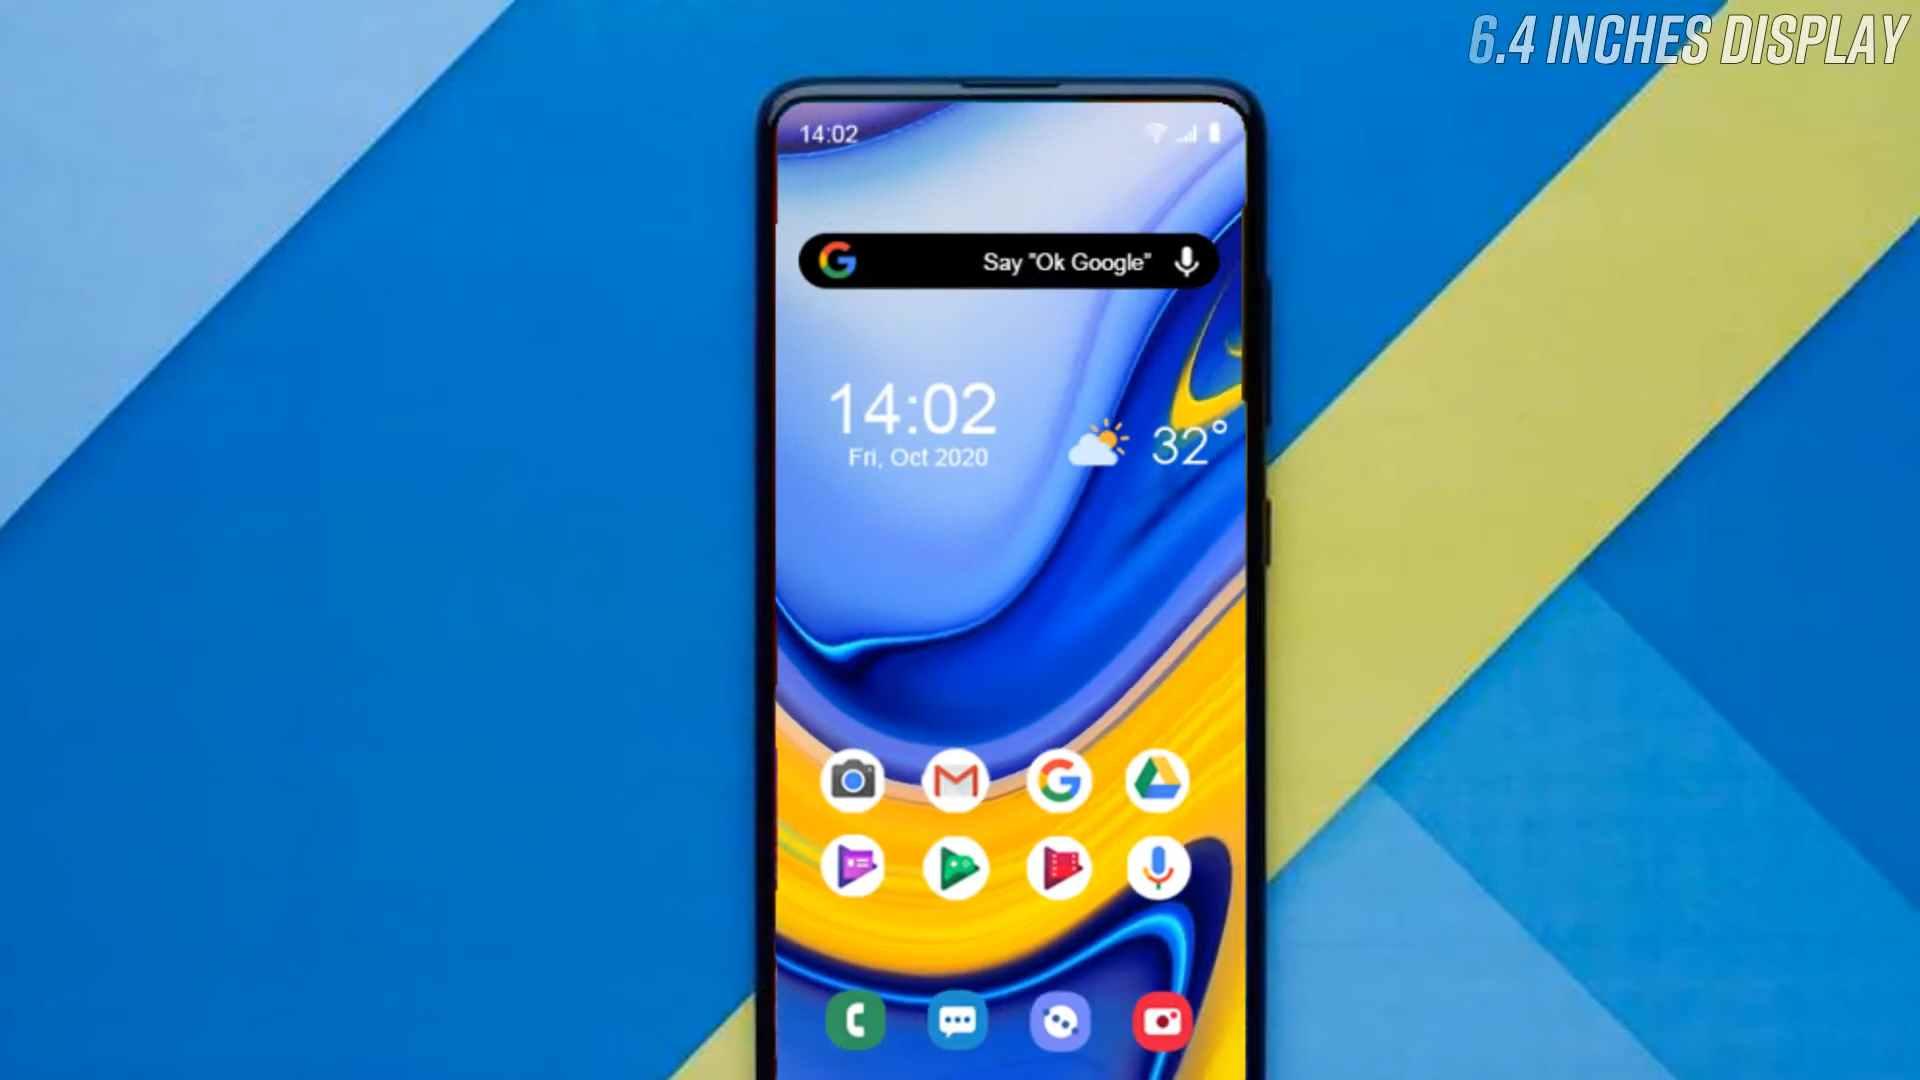 6.4 INCHES DISPLAY
14:02
Say "Ok Google"
14:02
Fri, Oct 2020
32°